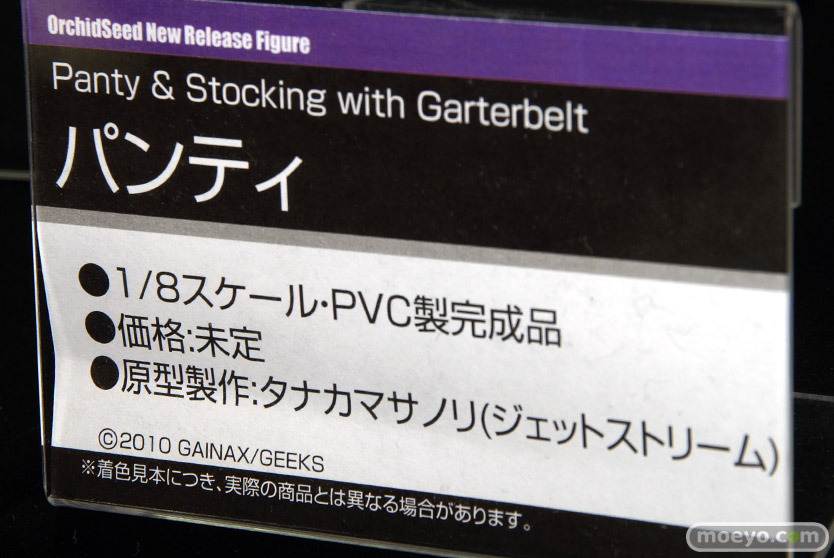 OrchidSeed New Release Figure
Panty & Stocking with Garterbelt
パンティ
●1/8スケール・PVC製完成品
●価格:未定
●原型製作:タナカマサノリ(ジェットストリーム)
©2010 GAINAX/GEEKS
※着色見本につき、実際の商品とは異なる場合があります。
moeyo.com